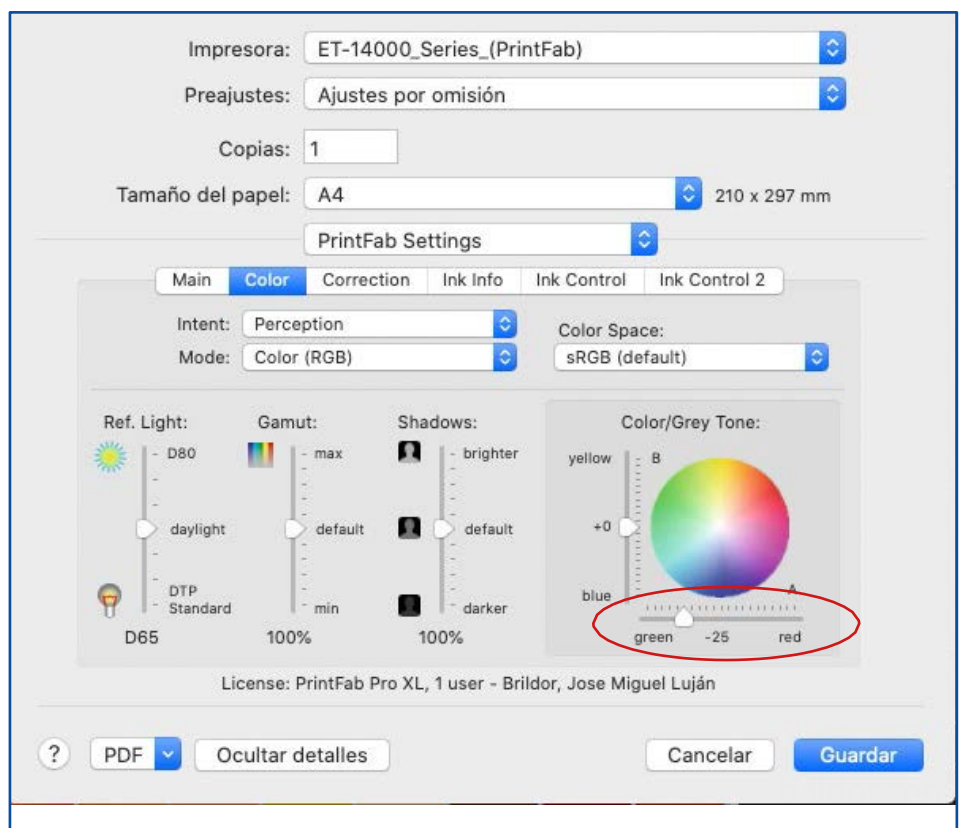 Impresora: ET-14000_Series_(PrintFab)
Preajustes: Ajustes por omisión
Copias: 1
Tamaño del papel: A4 210 x 297 mm
PrintFab Settings
Main Color Correction Ink Info Ink Control Ink Control 2
Intent: Perception Color Space:
Mode: Color (RGB) sRGB (default)
Ref. Light: Gamut: Shadows: Color/Grey Tone:
D80 max brighter yellow B
daylight default default +0
DTP
Standard min darker blue A
D65 100% 100% green -25 red
License: PrintFab Pro XL, 1 user - Brildor, Jose Miguel Luján
? PDF Ocultar detalles Cancelar Guardar